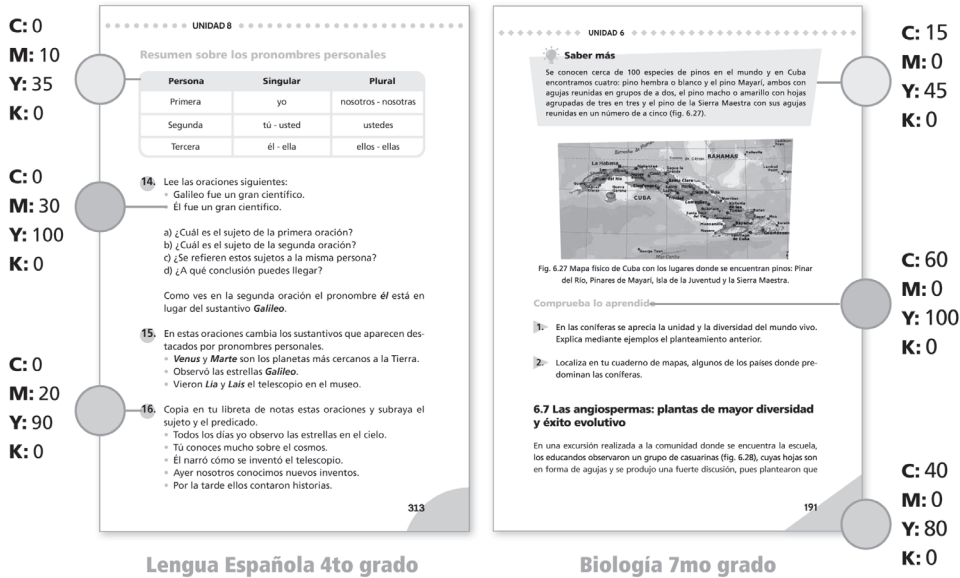 C: 0
M: 10
Y: 35
K: 0
C: 0
M: 30
Y: 100
K: 0
C: 0
M: 20
Y: 90
K: 0
UNIDAD 8
Resumen sobre los pronombres personales
Persona Singular Plural
Primera yo nosotros - nosotras
Segunda tú - usted ustedes
Tercera él - ella ellos - ellas
14. Lee las oraciones siguientes:
Galileo fue un gran científico.
Él fue un gran científico.
a) ¿Cuál es el sujeto de la primera oración?
b) ¿Cuál es el sujeto de la segunda oración?
c) ¿Se refieren estos sujetos a la misma persona?
d) ¿A qué conclusión puedes llegar?
Como ves en la segunda oración el pronombre él está en
lugar del sustantivo Galileo.
15. En estas oraciones cambia los sustantivos que aparecen des-
tacados por pronombres personales.
Venus y Marte son los planetas más cercanos a la Tierra.
Observó las estrellas Galileo.
Vieron Lia y Lais el telescopio en el museo.
16. Copia en tu libreta de notas estas oraciones y subraya el
sujeto y el predicado.
Todos los días yo observo las estrellas en el cielo.
Tú conoces mucho sobre el cosmos.
Él narró cómo se inventó el telescopio.
Ayer nosotros conocimos nuevos inventos.
Por la tarde ellos contaron historias.
313
Lengua Española 4to grado
UNIDAD 6
Saber más
Se conocen cerca de 100 especies de pinos en el mundo y en Cuba
encontramos cuatro: pino hembra o blanco y el pino Mayarí, ambos con
agujas reunidas en grupos de a dos, el pino macho o amarillo con hojas
agrupadas de tres en tres y el pino de la Sierra Maestra con sus agujas
reunidas en un número de a cinco (fig. 6.27).
BAHAMAS
La Habana
CUBA
Fig. 6.27 Mapa físico de Cuba con los lugares donde se encuentran pinos: Pinar
del Río, Pinares de Mayarí, Isla de la Juventud y la Sierra Maestra.
Comprueba lo aprendido
1. En las coníferas se aprecia la unidad y la diversidad del mundo vivo.
Explica mediante ejemplos el planteamiento anterior.
2. Localiza en tu cuaderno de mapas, algunos de los países donde pre-
dominan las coníferas.
6.7 Las angiospermas: plantas de mayor diversidad
y éxito evolutivo
En una excursión realizada a la comunidad donde se encuentra la escuela,
los educandos observaron un grupo de casuarinas (fig. 6.28), cuyas hojas son
en forma de agujas y se produjo una fuerte discusión, pues plantearon que
191
Biología 7mo grado
C: 15
M: 0
Y: 45
K: 0
C: 60
M: 0
Y: 100
K: 0
C: 40
M: 0
Y: 80
K: 0